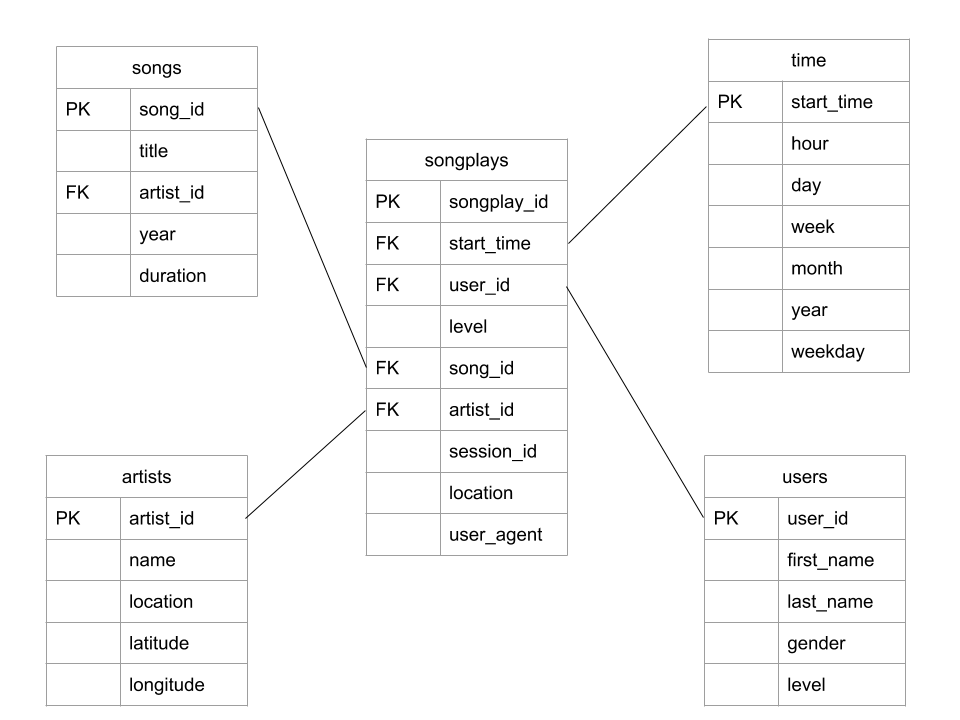 songs
PK song_id
title
FK artist_id
year
duration
songplays
PK songplay_id
FK start_time
FK user_id
level
FK song_id
FK artist_id
session_id
location
user_agent
time
PK start_time
hour
day
week
month
year
weekday
artists
PK artist_id
name
location
latitude
longitude
users
PK user_id
first_name
last_name
gender
level